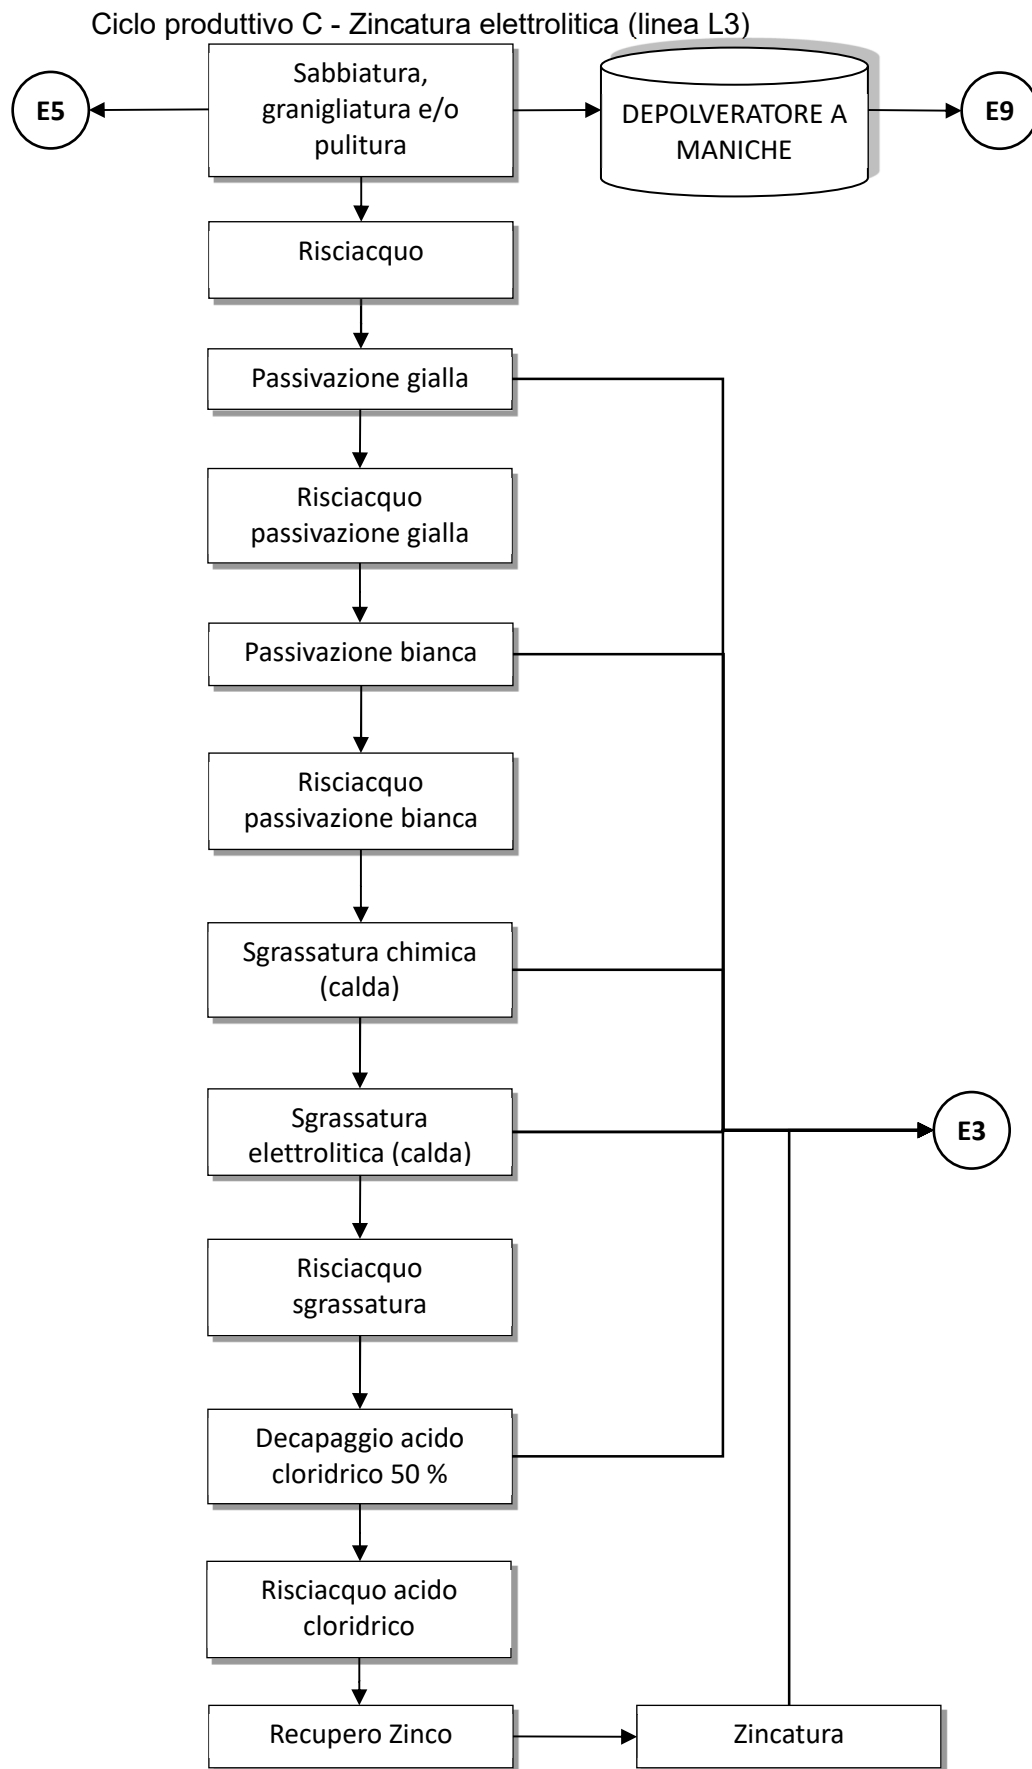 Ciclo produttivo C - Zincatura elettrolitica (linea L3)
E5
Sabbiatura,
granigliatura e/o
pulitura
DEPOLVERATORE A
MANICHE
E9
Risciacquo
Passivazione gialla
Risciacquo
passivazione gialla
Passivazione bianca
Risciacquo
passivazione bianca
Sgrassatura chimica
(calda)
Sgrassatura
elettrolitica (calda)
E3
Risciacquo
sgrassatura
Decapaggio acido
cloridrico 50 %
Risciacquo acido
cloridrico
Recupero Zinco
Zincatura